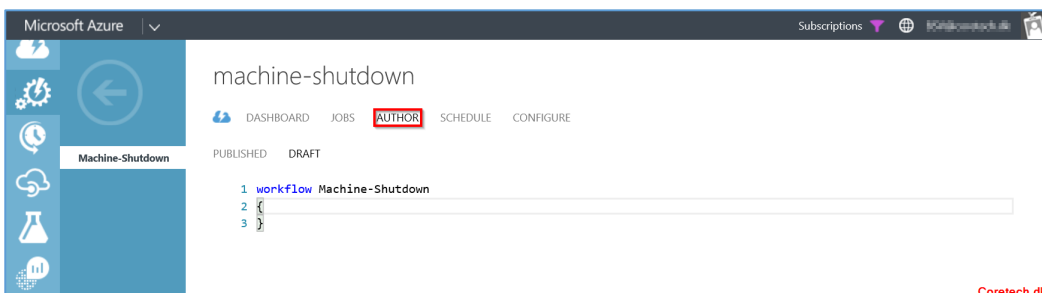 Microsoft Azure
Subscriptions
machine-shutdown
DASHBOARD JOBS AUTHOR SCHEDULE CONFIGURE
Machine-Shutdown
PUBLISHED DRAFT
1 workflow Machine-Shutdown
2 {
3 }